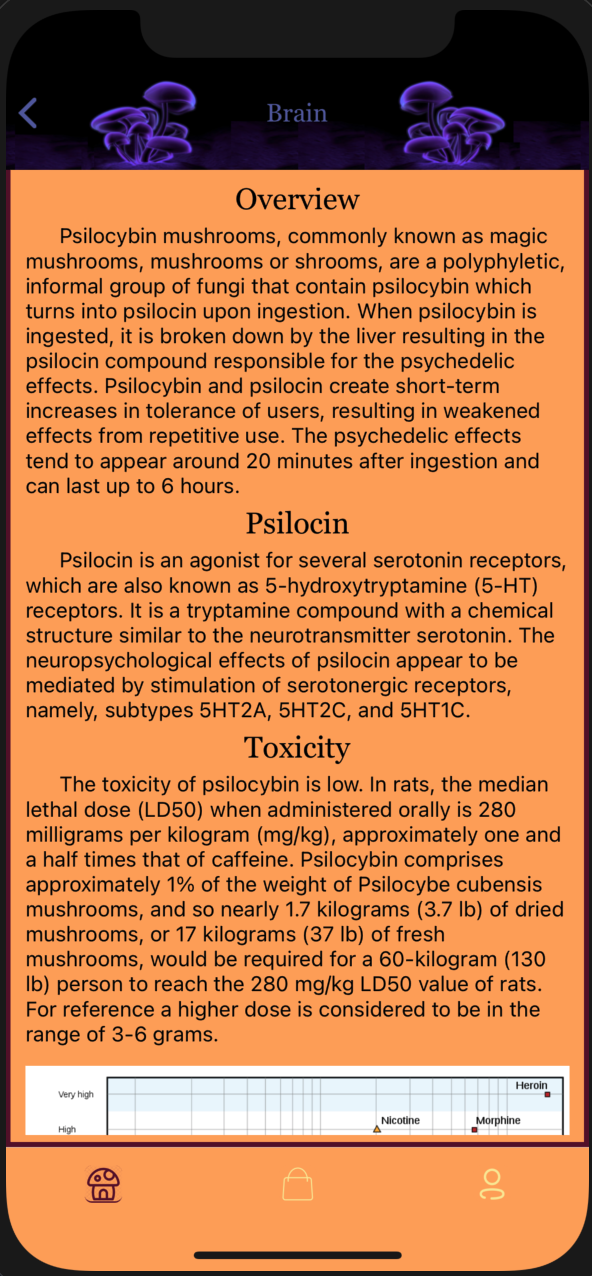 Brain
Overview
Psilocybin mushrooms, commonly known as magic
mushrooms, mushrooms or shrooms, are a polyphyletic,
informal group of fungi that contain psilocybin which
turns into psilocin upon ingestion. When psilocybin is
ingested, it is broken down by the liver resulting in the
psilocin compound responsible for the psychedelic
effects. Psilocybin and psilocin create short-term
increases in tolerance of users, resulting in weakened
effects from repetitive use. The psychedelic effects
tend to appear around 20 minutes after ingestion and
can last up to 6 hours.
Psilocin
Psilocin is an agonist for several serotonin receptors,
which are also known as 5-hydroxytryptamine (5-HT)
receptors. It is a tryptamine compound with a chemical
structure similar to the neurotransmitter serotonin. The
neuropsychological effects of psilocin appear to be
mediated by stimulation of serotonergic receptors,
namely, subtypes 5HT2A, 5HT2C, and 5HT1C.
Toxicity
The toxicity of psilocybin is low. In rats, the median
lethal dose (LD50) when administered orally is 280
milligrams per kilogram (mg/kg), approximately one and
a half times that of caffeine. Psilocybin comprises
approximately 1% of the weight of Psilocybe cubensis
mushrooms, and so nearly 1.7 kilograms (3.7 lb) of dried
mushrooms, or 17 kilograms (37 lb) of fresh
mushrooms, would be required for a 60-kilogram (130
lb) person to reach the 280 mg/kg LD50 value of rats.
For reference a higher dose is considered to be in the
range of 3-6 grams.
Heroin
Very high
Nicotine Morphine
High